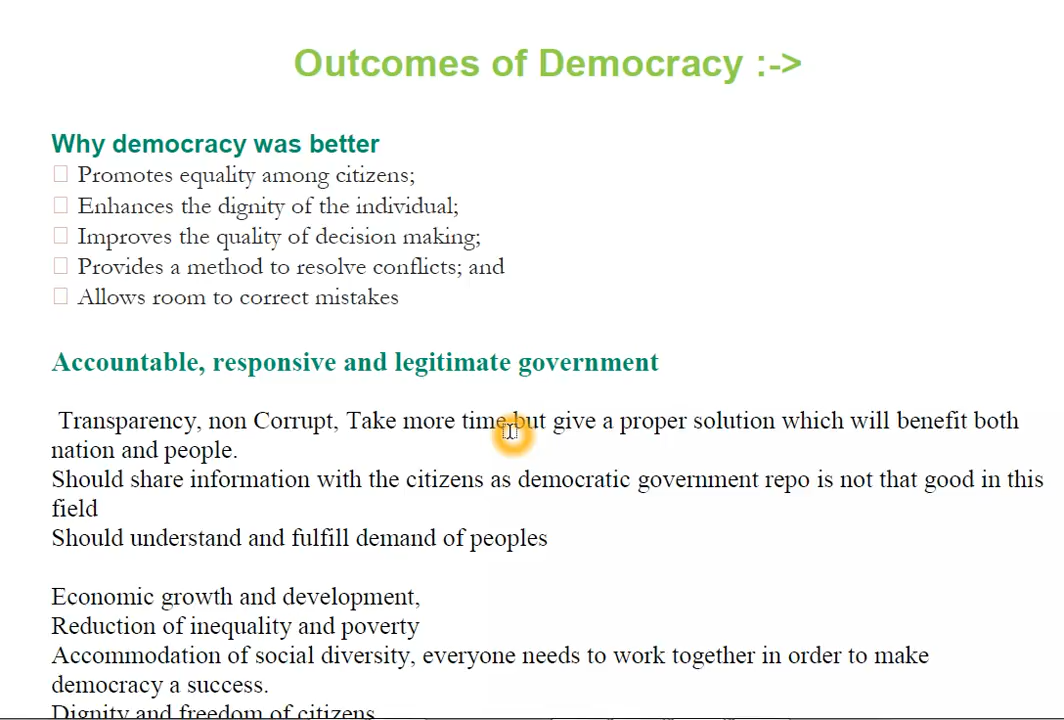 Outcomes of Democracy :->
Why democracy was better
Promotes equality among citizens;
Enhances the dignity of the individual;
Improves the quality of decision making;
Provides a method to resolve conflicts; and
Allows room to correct mistakes
Accountable, responsive and legitimate government
Transparency, non Corrupt, Take more time but give a proper solution which will benefit both
nation and people.
Should share information with the citizens as democratic government repo is not that good in this
field
Should understand and fulfill demand of peoples
Economic growth and development,
Reduction of inequality and poverty
Accommodation of social diversity, everyone needs to work together in order to make
democracy a success.
Dignity and freedom of citizens